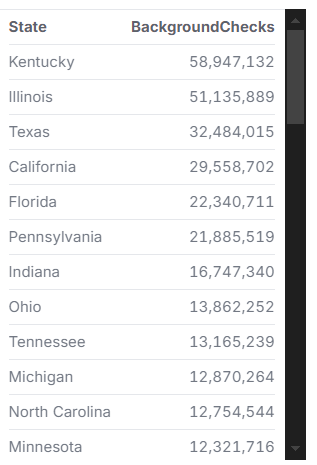 State BackgroundChecks
Kentucky 58,947,132
Illinois 51,135,889
Texas 32,484,015
California 29,558,702
Florida 22,340,711
Pennsylvania 21,885,519
Indiana 16,747,340
Ohio 13,862,252
Tennessee 13,165,239
Michigan 12,870,264
North Carolina 12,754,544
Minnesota 12,321,716